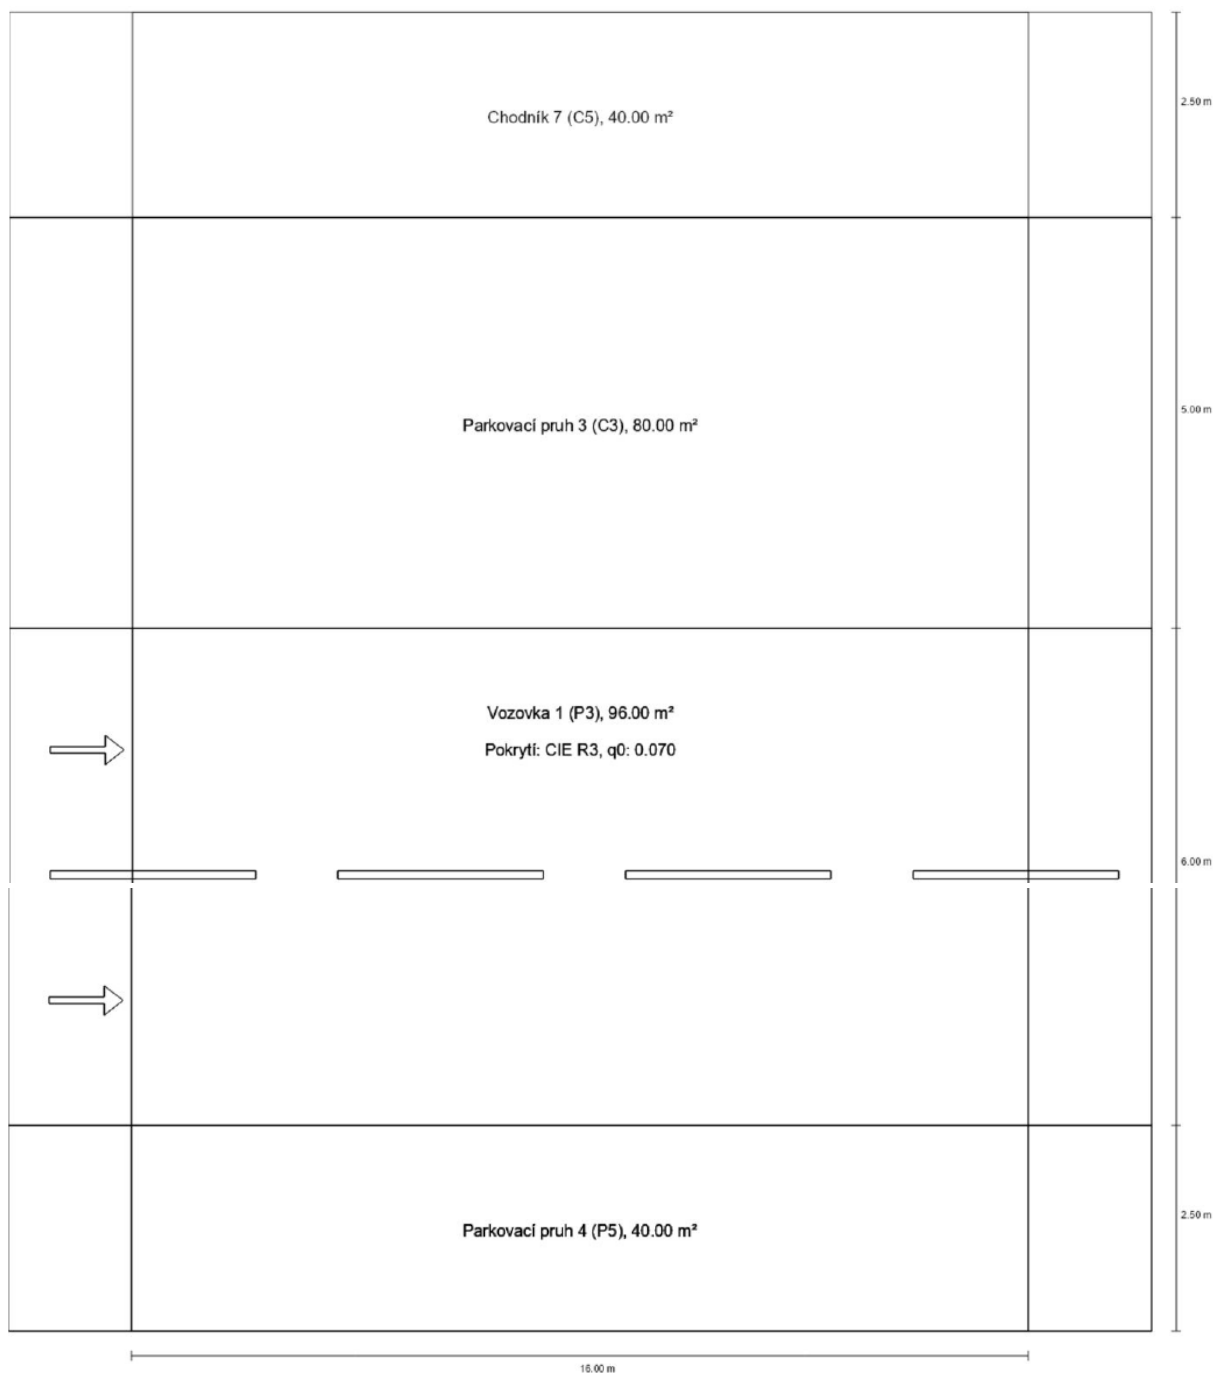 Chodník 7 (C5), 40.00 m²
2.50 m
Parkovací pruh 3 (C3), 80.00 m²
5.00 m
Vozovka 1 (P3), 96.00 m²
Pokrytí: CIE R3, q0: 0.070
6.00 m
Parkovací pruh 4 (P5), 40.00 m²
2.50 m
16.00 m